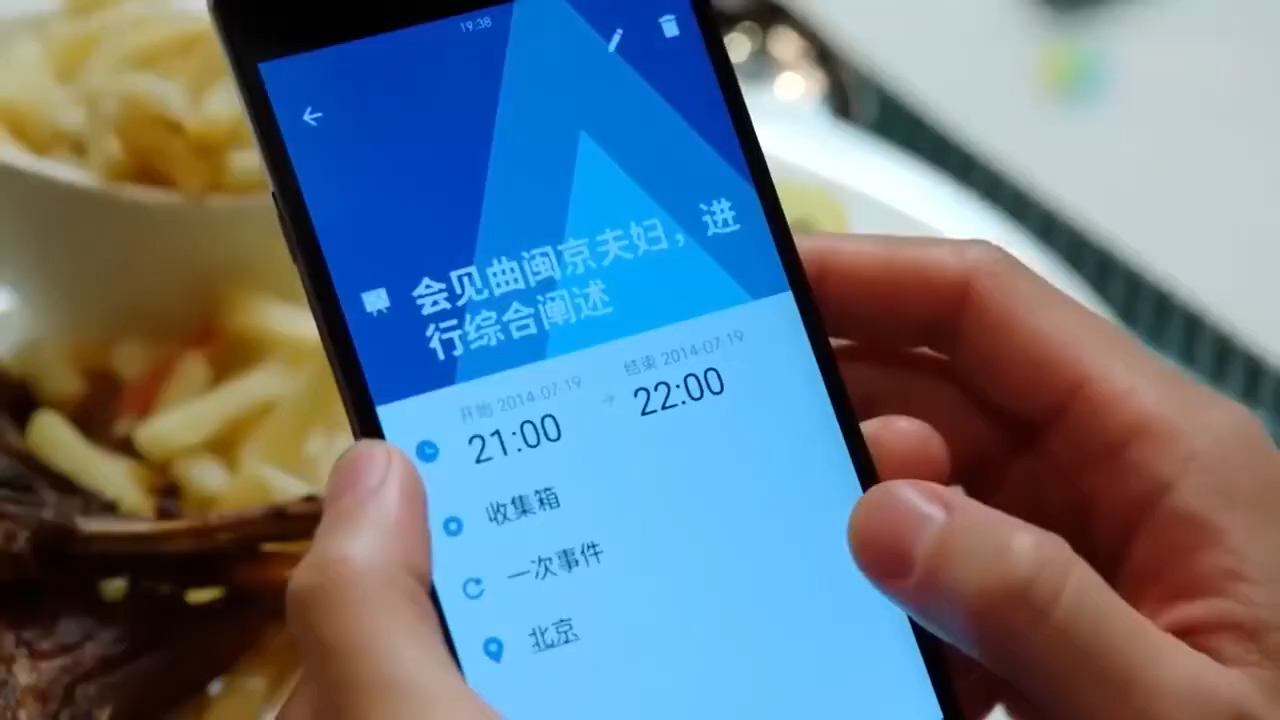 19:38
会见曲闽京夫妇，进
行综合阐述
开始 2014-07-19
结束 2014-07-19
21:00
22:00
收集箱
一次事件
北京